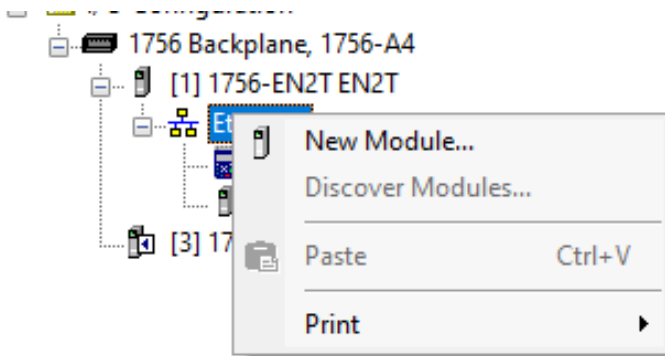 1756 Backplane, 1756-A4
[1] 1756-EN2T EN2T
Et
New Module...
Discover Modules...
[3] 17
Paste Ctrl+V
Print